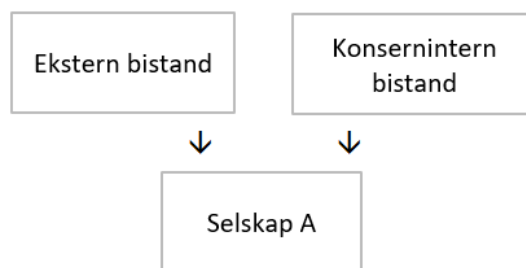 Ekstern bistand
Konsernintern
bistand
↓ ↓
Selskap A